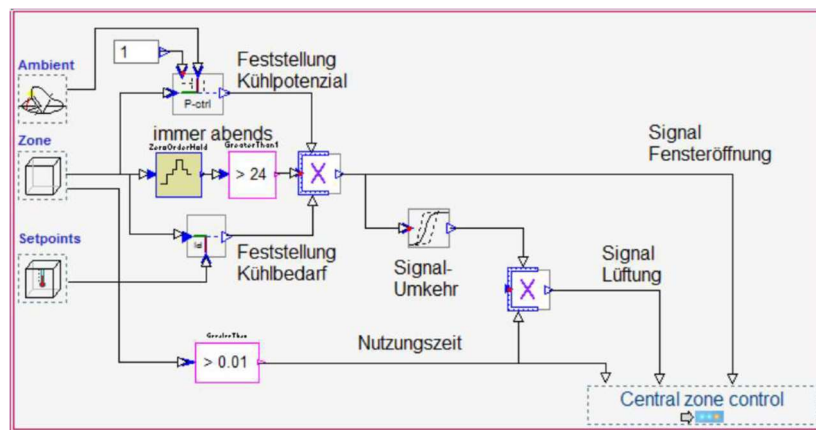 1
Feststellung
Kühlpotenzial
Ambient
P-ctrl
Zone
immer abends
ZeroOrderHold
GreaterThan1
> 24
X
Signal
Fensteröffnung
Setpoints
Feststellung
Kühlbedarf
Signal-
Umkehr
X
Signal
Lüftung
GreaterThan
> 0.01
Nutzungszeit
Central zone control